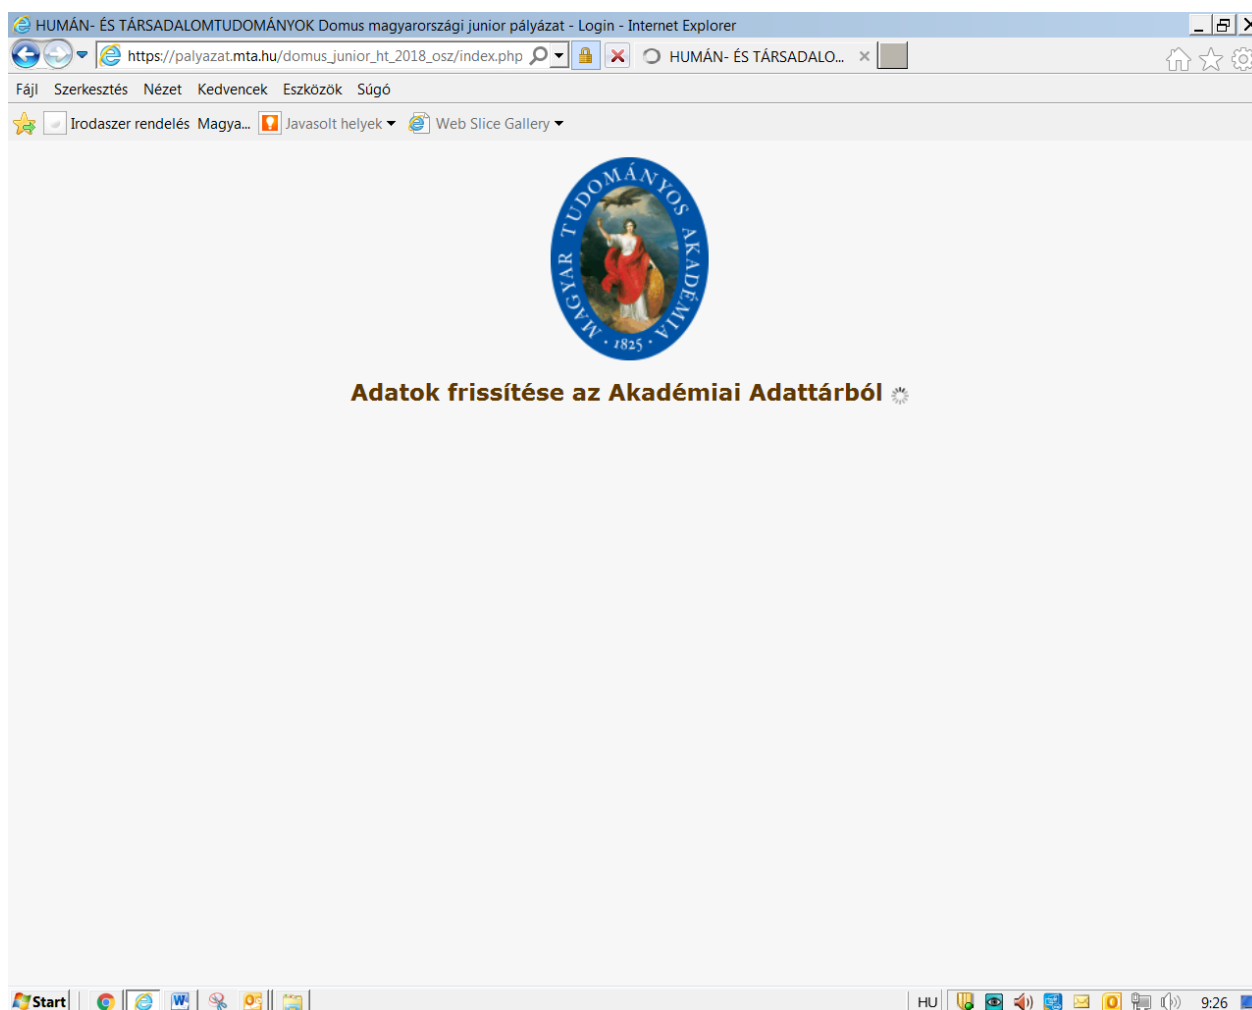 HUMÁN- ÉS TÁRSADALOMTUDOMÁNYOK Domus magyarországi junior pályázat - Login - Internet Explorer
https://palyazat.mta.hu/domus_junior_ht_2018_osz/index.php HUMÁN- ÉS TÁRSADALO...
Fájl Szerkesztés Nézet Kedvencek Eszközök Súgó
Irodaszer rendelés Magya... Javasolt helyek Web Slice Gallery
MAGYAR TUDOMÁNYOS AKADÉMIA
· 1825 ·
Adatok frissítése az Akadémiai Adattárból
Start HU 9:26